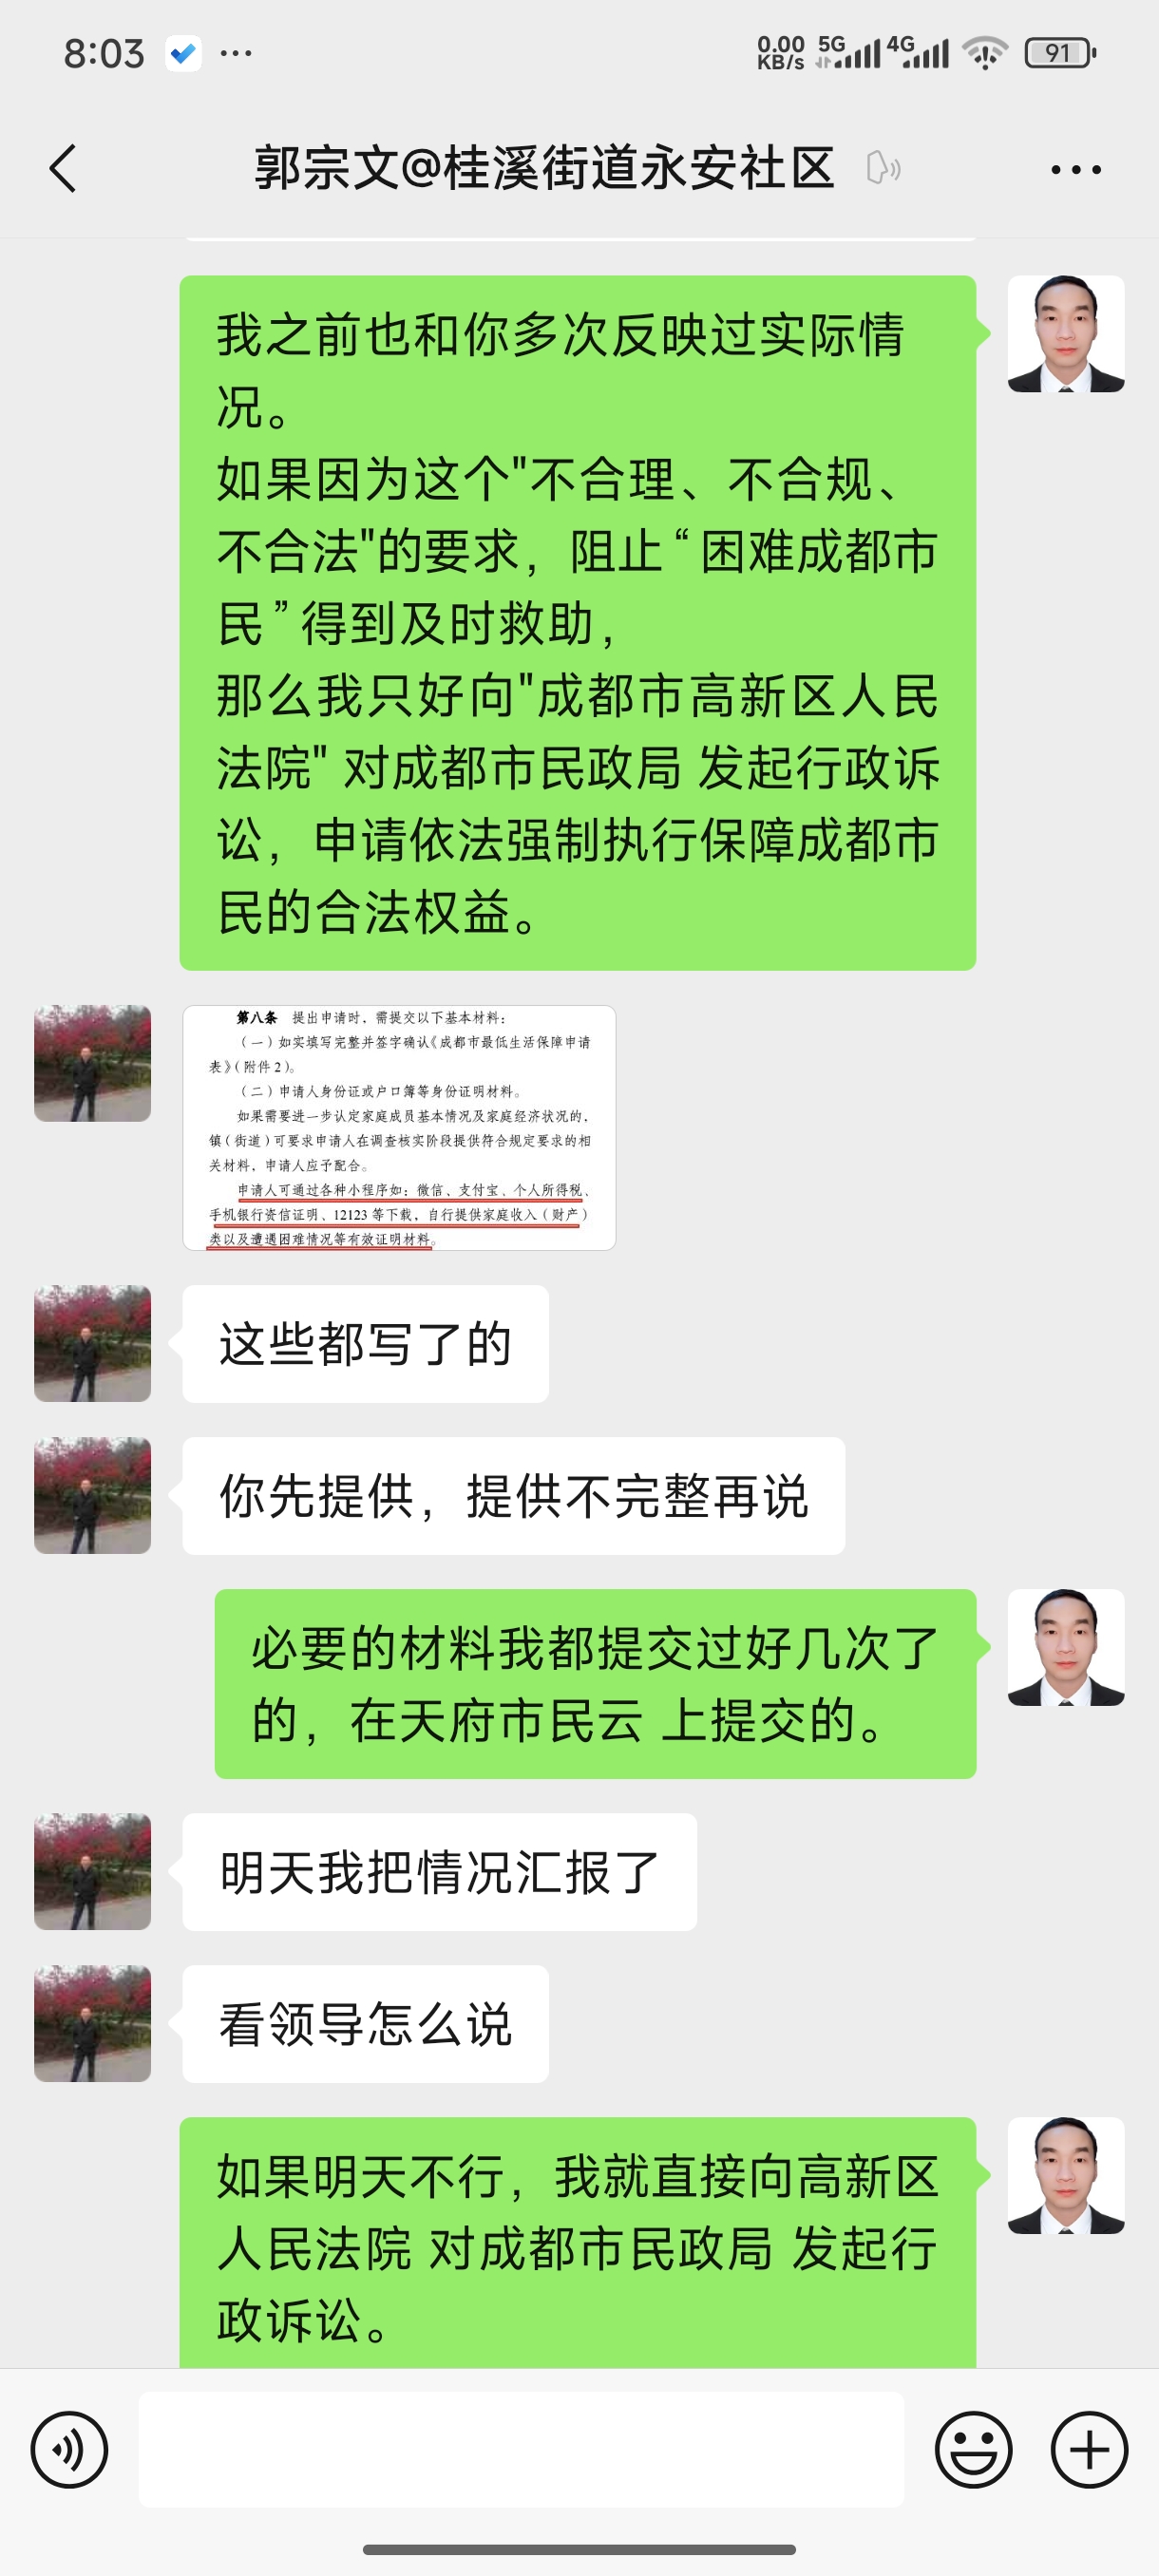 8:03
0.00 KB/s 5G 4G 91
郭宗文@桂溪街道永安社区
我之前也和你多次反映过实际情
况。
如果因为这个"不合理、不合规、
不合法"的要求，阻止“困难成都市
民”得到及时救助，
那么我只好向"成都市高新区人民
法院" 对成都市民政局 发起行政诉
讼，申请依法强制执行保障成都市
民的合法权益。
第八条 提出申请时，需提交以下基本材料：
（一）如实填写完整并签字确认《成都市最低生活保障申请
表》（附件 2）。
（二）申请人身份证或户口簿等身份证明材料。
如果需要进一步认定家庭成员基本情况及家庭经济状况的，
镇（街道）可要求申请人在调查核实阶段提供符合规定要求的相
关材料，申请人应予配合。
申请人可通过各种小程序如：微信、支付宝、个人所得税、
手机银行资信证明、12123 等下载，自行提供家庭收入（财产）
类以及遭遇困难情况等有效证明材料。
这些都写了的
你先提供，提供不完整再说
必要的材料我都提交过好几次了
的，在天府市民云 上提交的。
明天我把情况汇报了
看领导怎么说
如果明天不行，我就直接向高新区
人民法院 对成都市民政局 发起行
政诉讼。